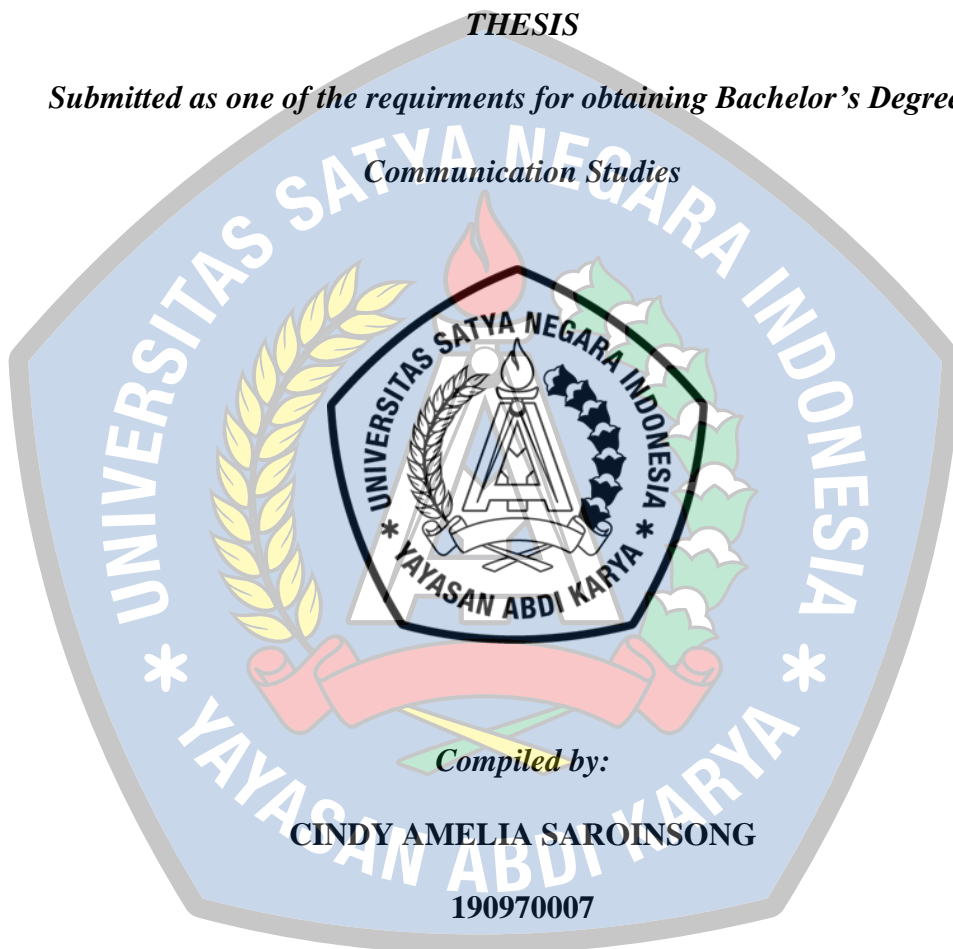 THESIS
Submitted as one of the requirments for obtaining Bachelor's Degree
Communication Studies
UNIVERSITAS SATYA NEGARA INDONESIA
* YAYASAN ABDI KARYA *
UNIVERSITAS SATYA NEGARA INDONESIA
* YAYASAN ABDI KARYA *
Compiled by:
CINDY AMELIA SAROINSONG
190970007